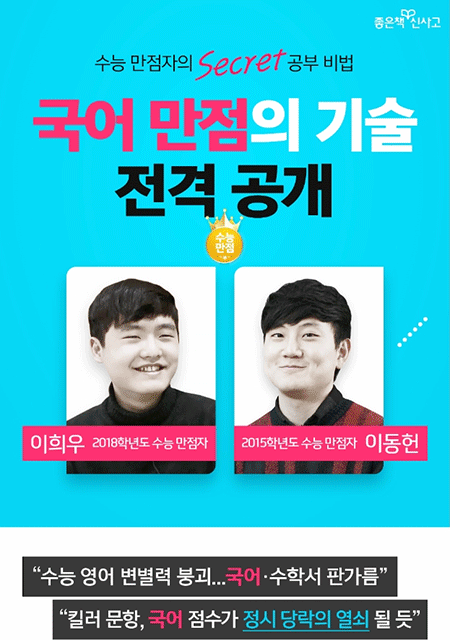 좋은책 신사고
수능 만점자의 Secret 공부 비법
국어 만점의 기술
전격 공개
수능
만점
이희우 2018학년도 수능 만점자
2015학년도 수능 만점자 이동헌
“수능 영어 변별력 붕괴...국어·수학서 판가름”
“킬러 문항, 국어 점수가 정시 당락의 열쇠 될 듯”